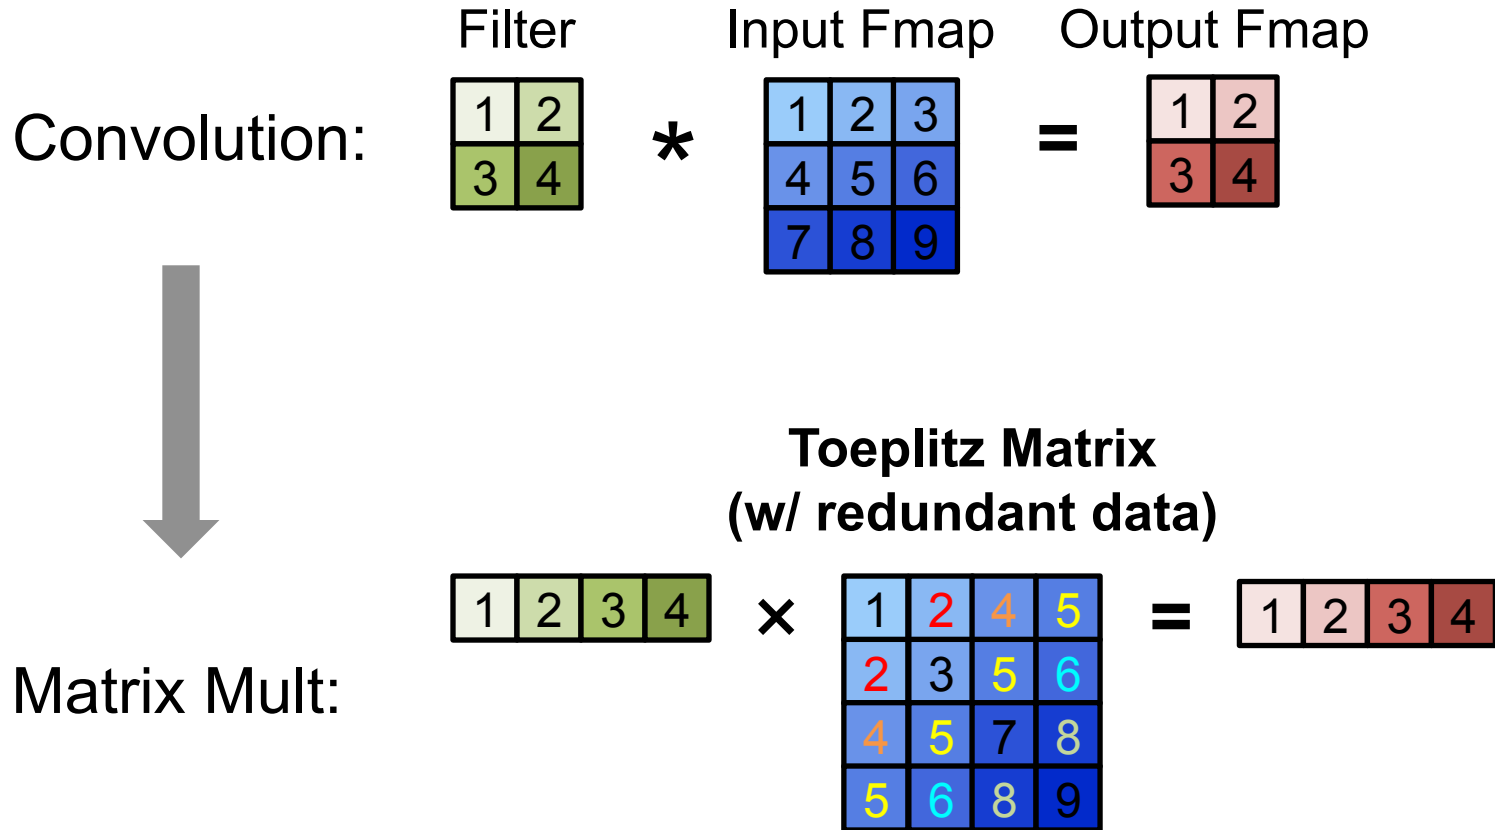 Filter Input Fmap Output Fmap
Convolution:
1 2 * 1 2 3 = 1 2
3 4 4 5 6 3 4
7 8 9
Toeplitz Matrix
(w/ redundant data)
Matrix Mult:
1 2 3 4 × 1 2 4 5 = 1 2 3 4
2 3 5 6
4 5 7 8
5 6 8 9